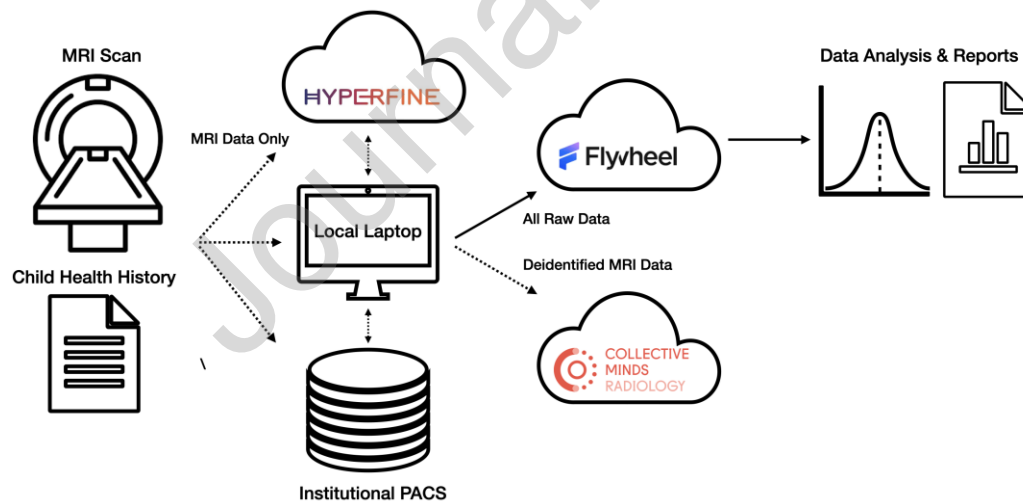 MRI Scan
HYPERFINE
Data Analysis & Reports
MRI Data Only
Flywheel
Local Laptop
All Raw Data
Deidentified MRI Data
Child Health History
COLLECTIVE
MINDS
RADIOLOGY
Institutional PACS
Journa